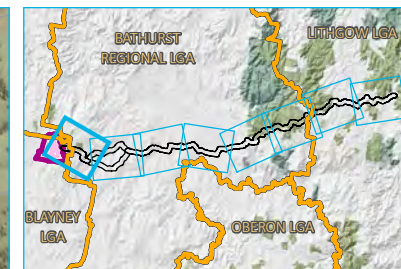 BATHURST
REGIONAL LGA
LITHGOW LGA
BLAYNEY
LGA
OBERON LGA